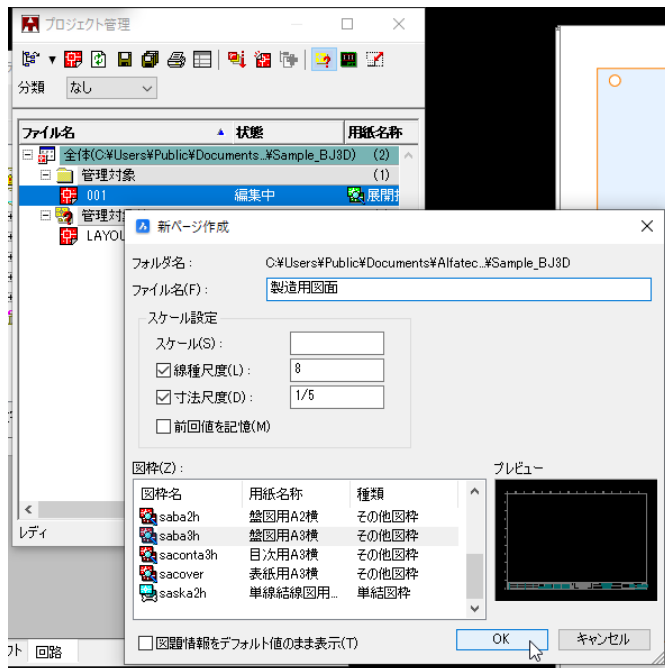 プロジェクト管理
分類 なし
ファイル名 状態 用紙名称
全体(C:¥Users¥Public¥Documents...¥Sample_BJ3D) (2)
管理対象 (1)
001 編集中 展開
管理対
LAYOU
レディ
新ページ作成
フォルダ名 : C:¥Users¥Public¥Documents¥Alfatec...¥Sample_BJ3D
ファイル名(F) : 製造用図面
スケール設定
スケール(S) :
線種尺度(L) : 8
寸法尺度(D) : 1/5
前回値を記憶(M)
図枠(Z) : プレビュー
図枠名 用紙名称 種類
saba2h 盤図用A2横 その他図枠
saba3h 盤図用A3横 その他図枠
saconta3h 目次用A3横 その他図枠
sacover 表紙用A3横 その他図枠
saska2h 単線結線図用... 単結図枠
図題情報をデフォルト値のまま表示(T)
OK キャンセル
フト 回路